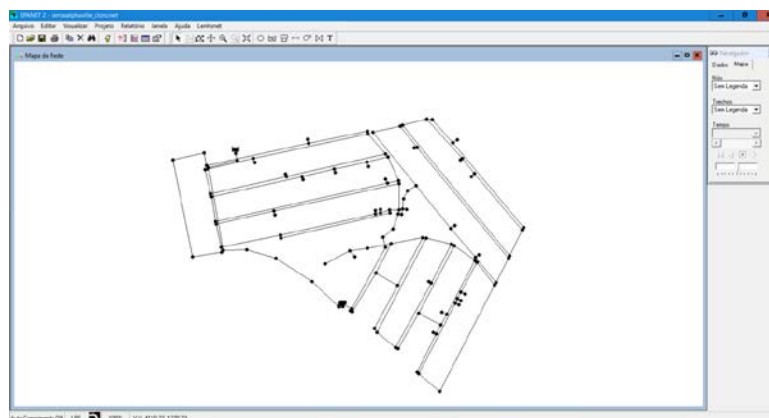 EPANET 2 -
Arquivo Editar Visualizar Projeto Relatório Janela Ajuda Lenhsnet
Mapa da Rede
Navegador
Dados Mapa
Nós
Sem Legenda
Trechos
Sem Legenda
Tempo
100%